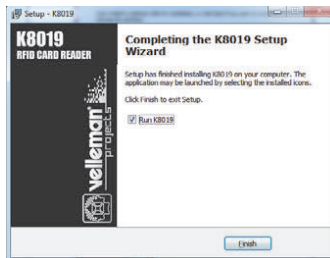 Setup - K8019
K8019
RFID CARD READER
velleman
projects
Completing the K8019 Setup
Wizard
Setup has finished installing K8019 on your computer. The
application may be launched by selecting the installed icons.
Click Finish to exit Setup.
Run K8019
Finish